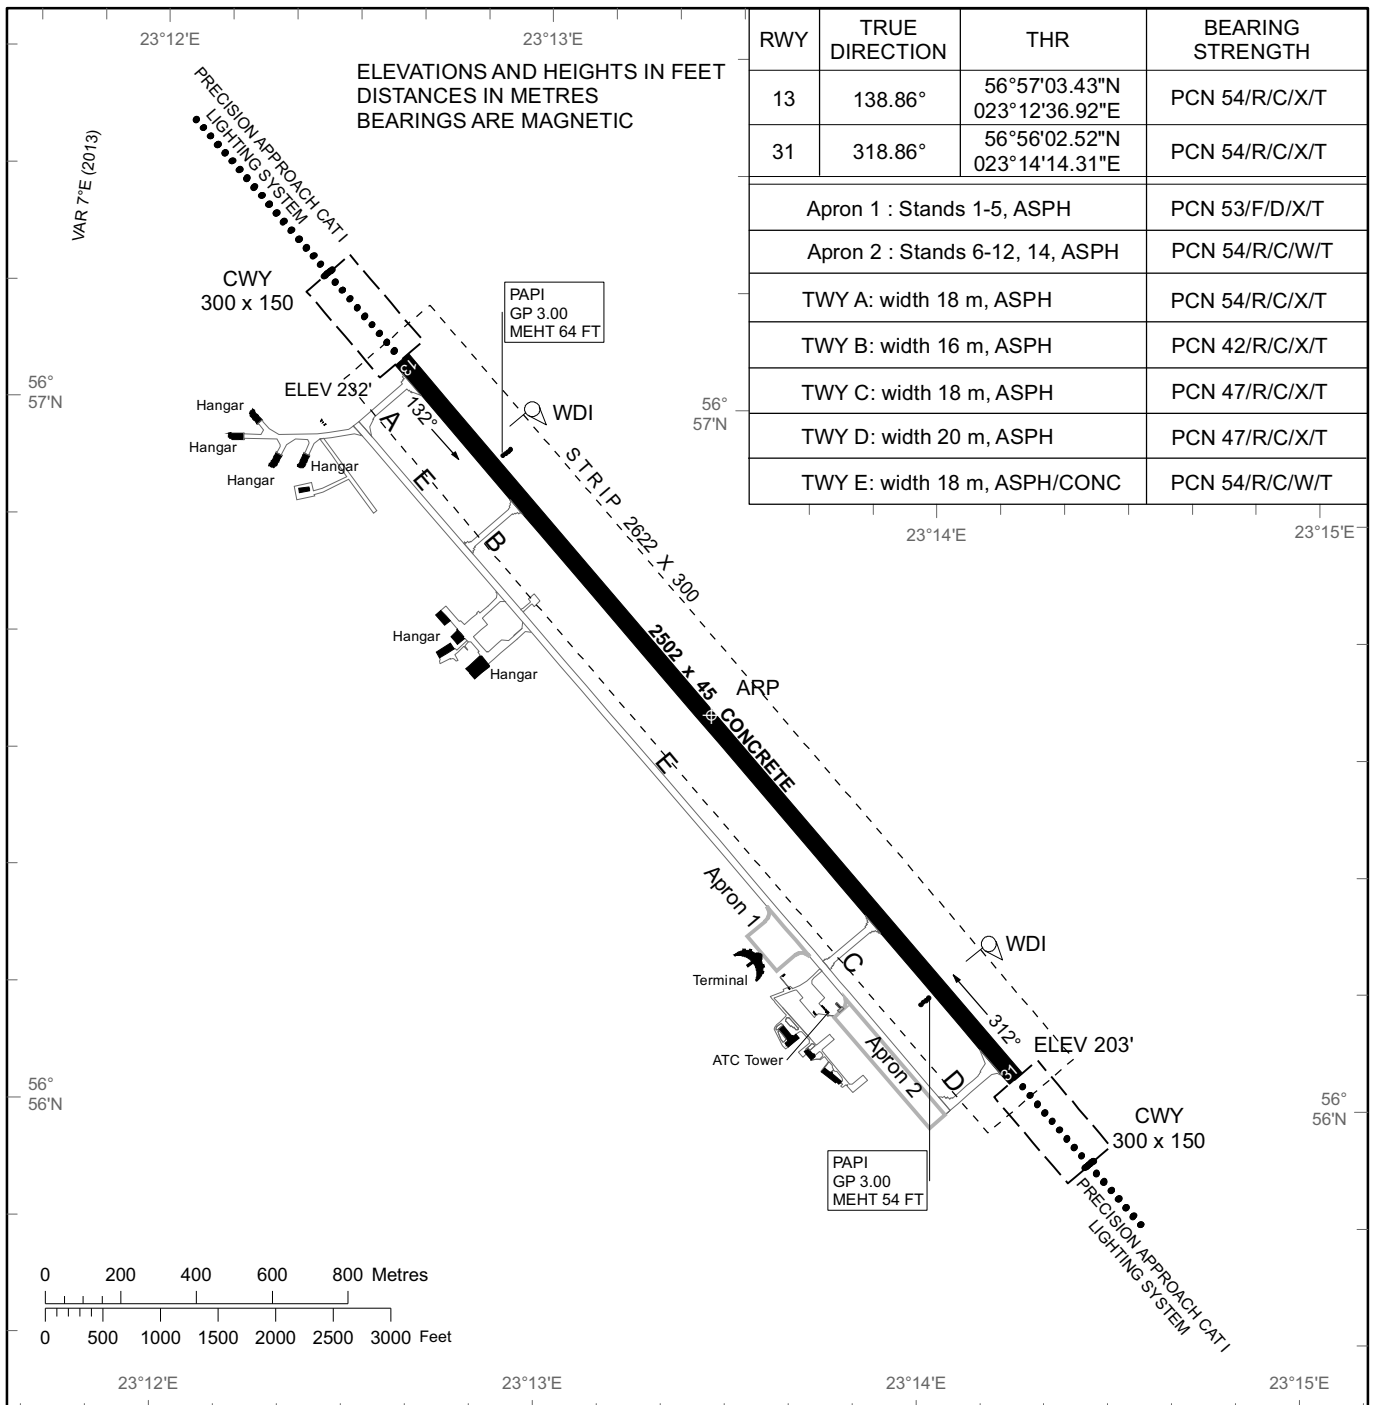 23°12'E
23°13'E
ELEVATIONS AND HEIGHTS IN FEET
DISTANCES IN METRES
BEARINGS ARE MAGNETIC
RWY
TRUE
DIRECTION
THR
BEARING
STRENGTH
13
138.86°
56°57'03.43"N
023°12'36.92"E
PCN 54/R/C/X/T
31
318.86°
56°56'02.52"N
023°14'14.31"E
PCN 54/R/C/X/T
Apron 1 : Stands 1-5, ASPH
PCN 53/F/D/X/T
Apron 2 : Stands 6-12, 14, ASPH
PCN 54/R/C/W/T
TWY A: width 18 m, ASPH
PCN 54/R/C/X/T
TWY B: width 16 m, ASPH
PCN 42/R/C/X/T
TWY C: width 18 m, ASPH
PCN 47/R/C/X/T
TWY D: width 20 m, ASPH
PCN 47/R/C/X/T
TWY E: width 18 m, ASPH/CONC
PCN 54/R/C/W/T
VAR 7°E (2013)
PRECISION APPROACH CAT I
LIGHTING SYSTEM
CWY
300 x 150
PAPI
GP 3.00
MEHT 64 FT
56°
57'N
ELEV 232'
13
132°
WDI
56°
57'N
Hangar
Hangar
Hangar
Hangar
A
E
B
STRIP 2622 X 300
23°14'E
23°15'E
Hangar
Hangar
2502 x 45 CONCRETE
ARP
E
Apron 1
Terminal
C
WDI
312°
ELEV 203'
31
ATC Tower
Apron 2
D
56°
56'N
56°
56'N
CWY
300 x 150
PAPI
GP 3.00
MEHT 54 FT
PRECISION APPROACH CAT I
LIGHTING SYSTEM
0 200 400 600 800 Metres
0 500 1000 1500 2000 2500 3000 Feet
23°12'E
23°13'E
23°14'E
23°15'E